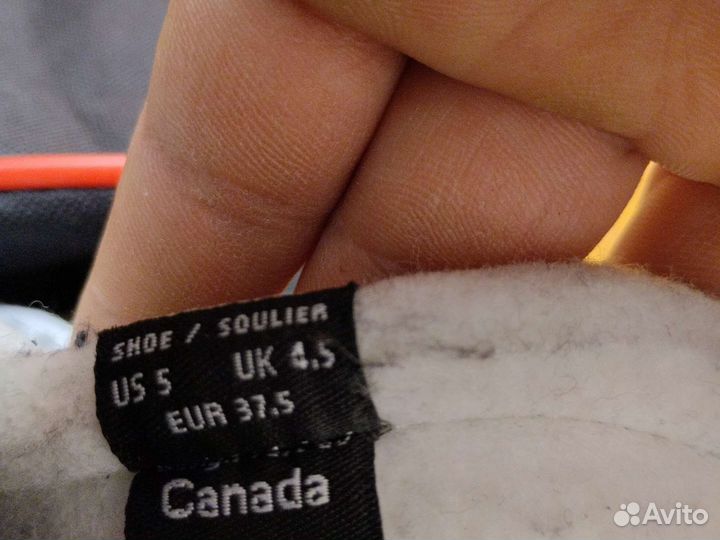 SHOE / SOULIER
US 5 UK 4.5
EUR 37.5
Canada
Avito